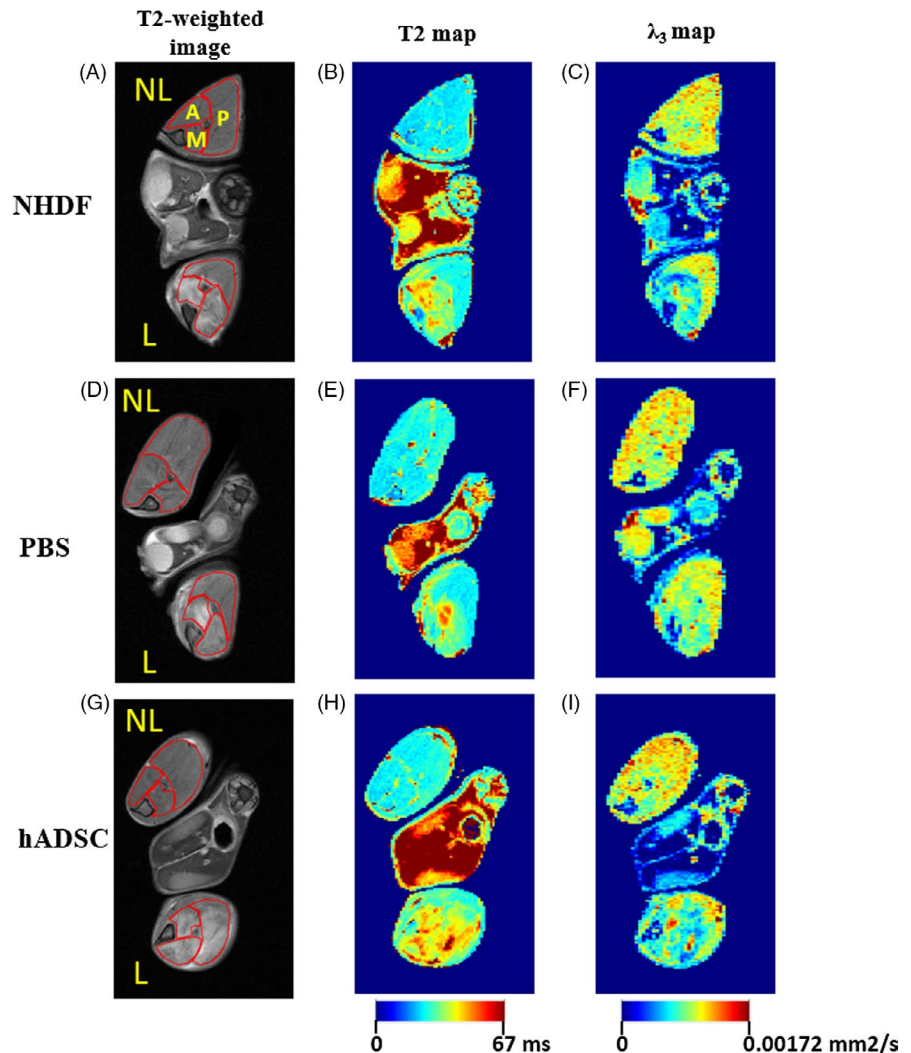 T2-weighted
image
T2 map
λ3 map
(A)
(B)
(C)
NL
A
P
M
NHDF
L
(D)
(E)
(F)
NL
PBS
L
(G)
(H)
(I)
NL
hADSC
L
0
67 ms
0
0.00172 mm2/s